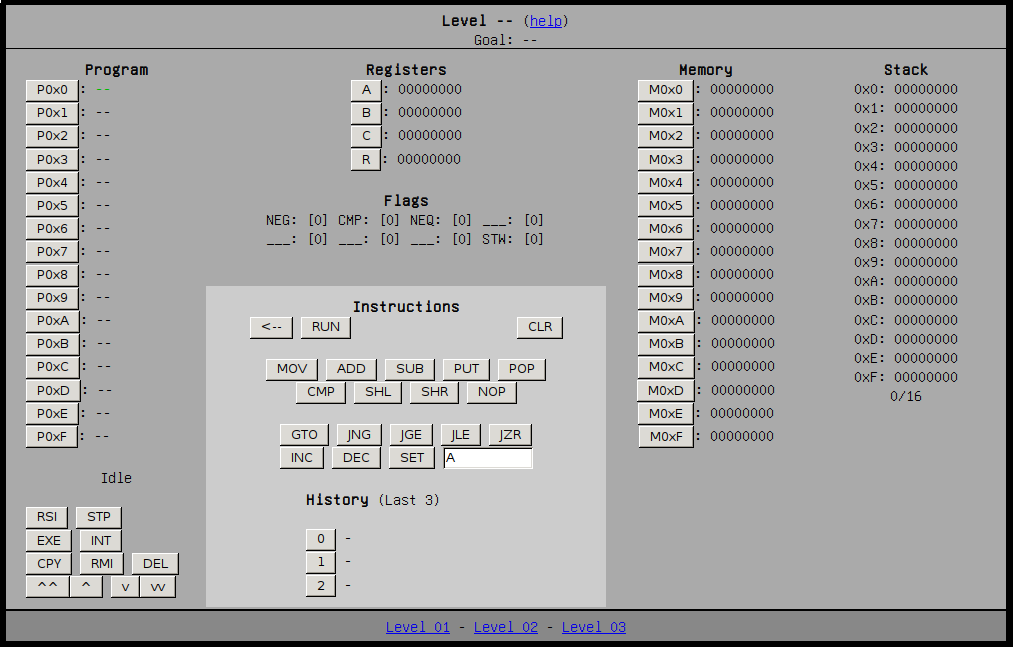 Level -- (help)
Goal: --
Program
P0x0 : --
P0x1 : --
P0x2 : --
P0x3 : --
P0x4 : --
P0x5 : --
P0x6 : --
P0x7 : --
P0x8 : --
P0x9 : --
P0xA : --
P0xB : --
P0xC : --
P0xD : --
P0xE : --
P0xF : --
Idle
RSI STP
EXE INT
CPY RMI DEL
^^ ^ v vv
Registers
A : 00000000
B : 00000000
C : 00000000
R : 00000000
Flags
NEG: [0] CMP: [0] NEQ: [0] ___: [0]
___: [0] ___: [0] ___: [0] STW: [0]
Instructions
<-- RUN CLR
MOV ADD SUB PUT POP
CMP SHL SHR NOP
GTO JNG JGE JLE JZR
INC DEC SET A
History (Last 3)
0 -
1 -
2 -
Memory
M0x0 : 00000000
M0x1 : 00000000
M0x2 : 00000000
M0x3 : 00000000
M0x4 : 00000000
M0x5 : 00000000
M0x6 : 00000000
M0x7 : 00000000
M0x8 : 00000000
M0x9 : 00000000
M0xA : 00000000
M0xB : 00000000
M0xC : 00000000
M0xD : 00000000
M0xE : 00000000
M0xF : 00000000
Stack
0x0: 00000000
0x1: 00000000
0x2: 00000000
0x3: 00000000
0x4: 00000000
0x5: 00000000
0x6: 00000000
0x7: 00000000
0x8: 00000000
0x9: 00000000
0xA: 00000000
0xB: 00000000
0xC: 00000000
0xD: 00000000
0xE: 00000000
0xF: 00000000
0/16
Level 01 - Level 02 - Level 03